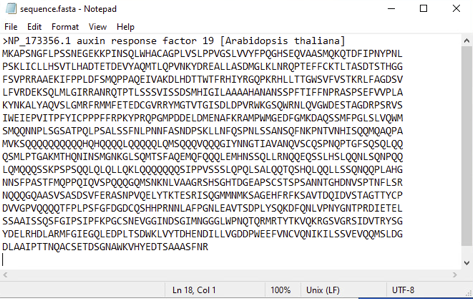 sequence.fasta - Notepad
File Edit Format View Help
>NP_173356.1 auxin response factor 19 [Arabidopsis thaliana]
MKAPSNGFLPSSNEGEKKPINSQLWHACAGPLVSLPPVGSLVVYFPQGHSEQVAASMQKQTDFIPNYPNL
PSKLICLLHSVTLHADTETDEVYAQMTLQPVNKYDREALLASDMGLKLNRQPTEFFCKTLTASDTSTHGG
FSVPRRAAEKIFPPLDFSMQPPAQEIVAKDLHDTTWTFRHIYRGQPKRHLLTTGWSVFVSTKRLFAGDSV
LFVRDEKSQLMLGIRRANRQTPTLSSSVISSDSMHIGILAAAAHANANSSPFTIFFNPRASPSEFVVPLA
KYNKALYAQVSLGMRFRMMFETEDCGVRRYMGTVTGISDLDPVRWKGSQWRNLQVGWDESTAGDRPSRVS
IWEIEPVITPFYICPPPFFRPKYPRQPGMPDDELDMENAFKRAMPWMGEDFGMKDAQSSMFPGLSLVQWM
SMQQNNPLSGSATPQLPSALSSFNLPNNFASNDPSKLLNFQSPNLSSANSQFNKPNTVNHISQQMQAQPA
MVKSQQQQQQQQQQHQHQQQQLQQQQQLQMSQQQVQQQGIYNNGTIAVANQVSCQSPNQPTGFSQSQLQQ
QSMLPTGAKMTHQNINSMGNKGLSQMTSFAQEMQFQQQLEMHNSSQLLRNQQEQSSLHSLQQNLSQNPQQ
LQMQQQSSKPSPSQQLQLQLLQKLQQQQQQQSIPPVSSSLQPQLSALQQTQSHQLQQLLSSQNQQPLAHG
NNSFPASTFMQPPQIQVSPQQQGQMSNKNLVAAGRSHSGHTDGEAPSCSTSPSANNTGHDNVSPTNFLSR
NQQQGQAASVSASDSVFERASNPVQELYTKTESRISQGMMNMKSAGEHFRFKSAVTDQIDVSTAGTTYCP
DVVGPVQQQQTFPLPSFGFDGDCQSHHPRNNLAFPGNLEAVTSDPLYSQKDFQNLVPNYGNTPRDIETEL
SSAAISSQSFGIPSIPFKPGCSNEVGGINDSGIMNGGGLWPNQTQRMRTYTKVQKRGSVGRSIDVTRYSG
YDELRHDLARMFGIEGQLEDPLTSDWKLVYTDHENDILLVGDDPWEEFVNCVQNIKILSSVEVQQMSLDG
DLAAIPTTNQACSETDSGNAWKVHYEDTSAAASFNR
Ln 18, Col 1 100% Unix (LF) UTF-8